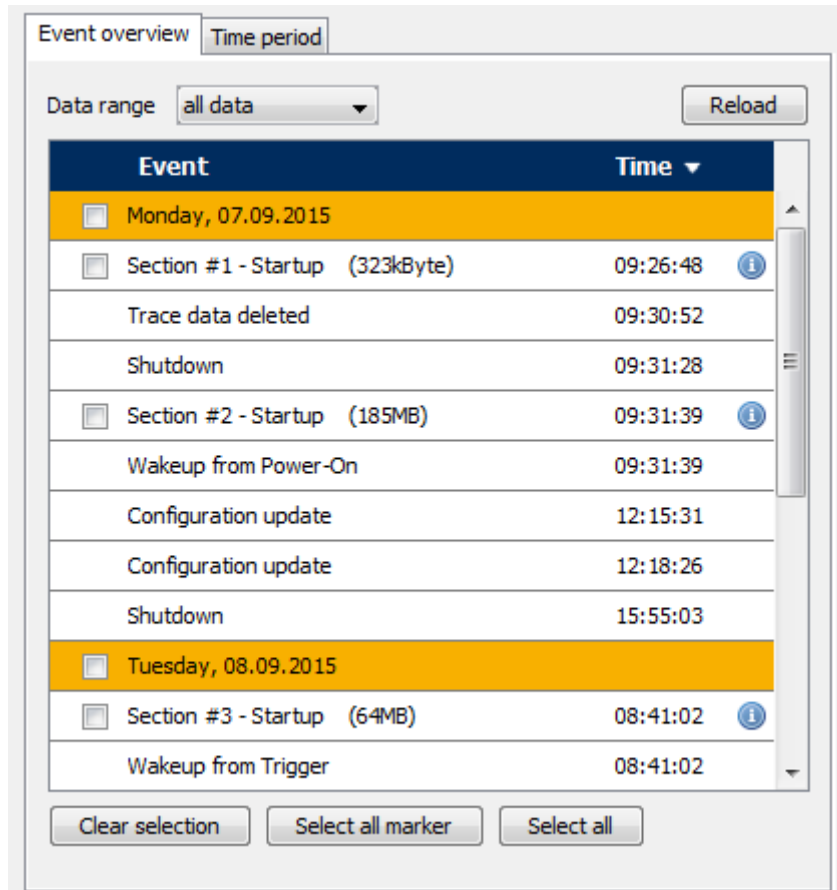 Event overview Time period
Data range all data Reload
Event Time
Monday, 07.09.2015
Section #1 - Startup (323kByte) 09:26:48
Trace data deleted 09:30:52
Shutdown 09:31:28
Section #2 - Startup (185MB) 09:31:39
Wakeup from Power-On 09:31:39
Configuration update 12:15:31
Configuration update 12:18:26
Shutdown 15:55:03
Tuesday, 08.09.2015
Section #3 - Startup (64MB) 08:41:02
Wakeup from Trigger 08:41:02
Clear selection Select all marker Select all